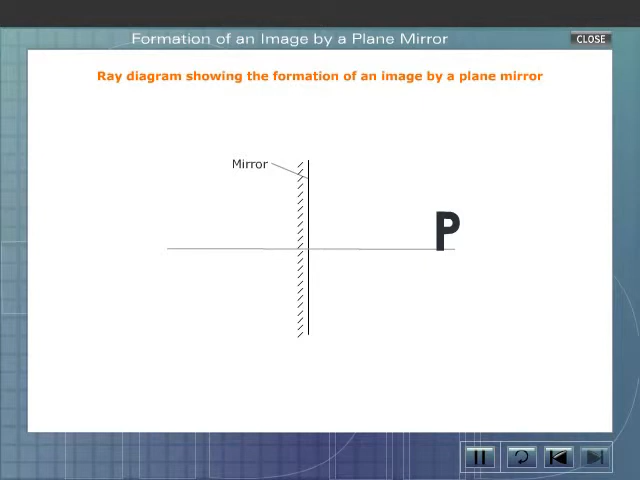 Formation of an Image by a Plane Mirror
CLOSE
Ray diagram showing the formation of an image by a plane mirror
Mirror
P